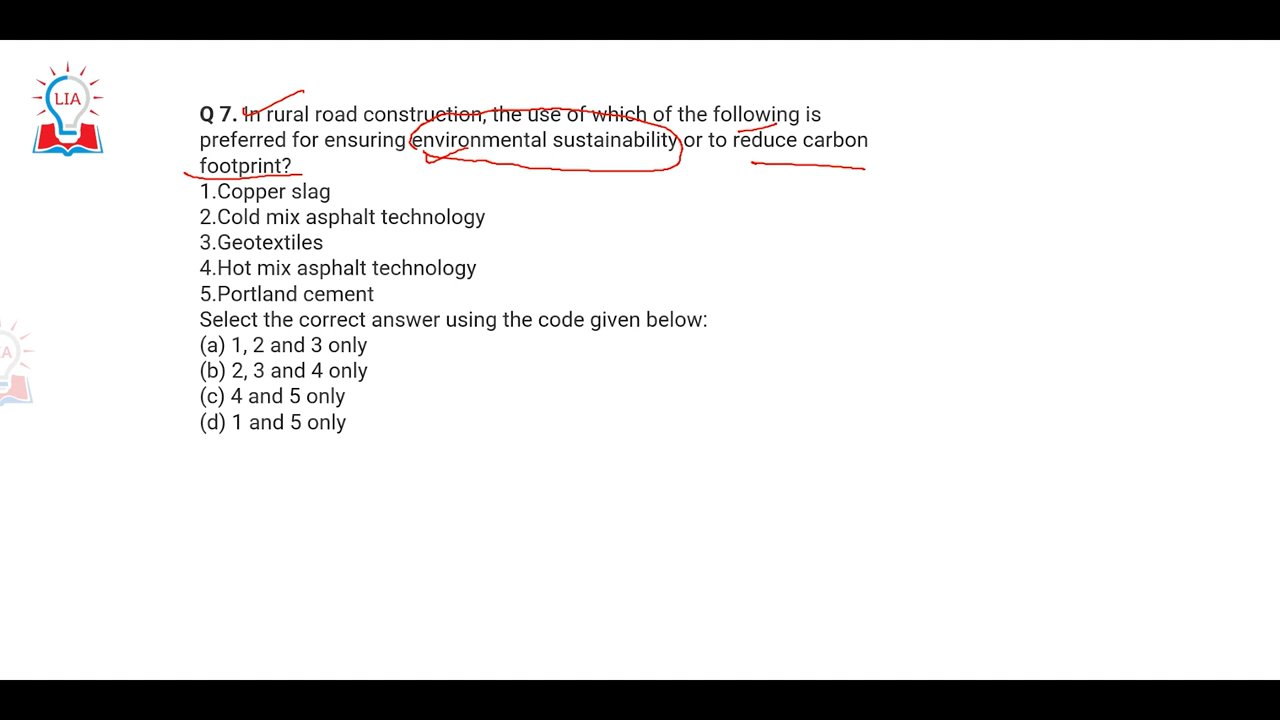 LIA
Q 7. In rural road construction, the use of which of the following is
preferred for ensuring environmental sustainability or to reduce carbon
footprint?
1.Copper slag
2.Cold mix asphalt technology
3.Geotextiles
4.Hot mix asphalt technology
5.Portland cement
Select the correct answer using the code given below:
(a) 1, 2 and 3 only
(b) 2, 3 and 4 only
(c) 4 and 5 only
(d) 1 and 5 only